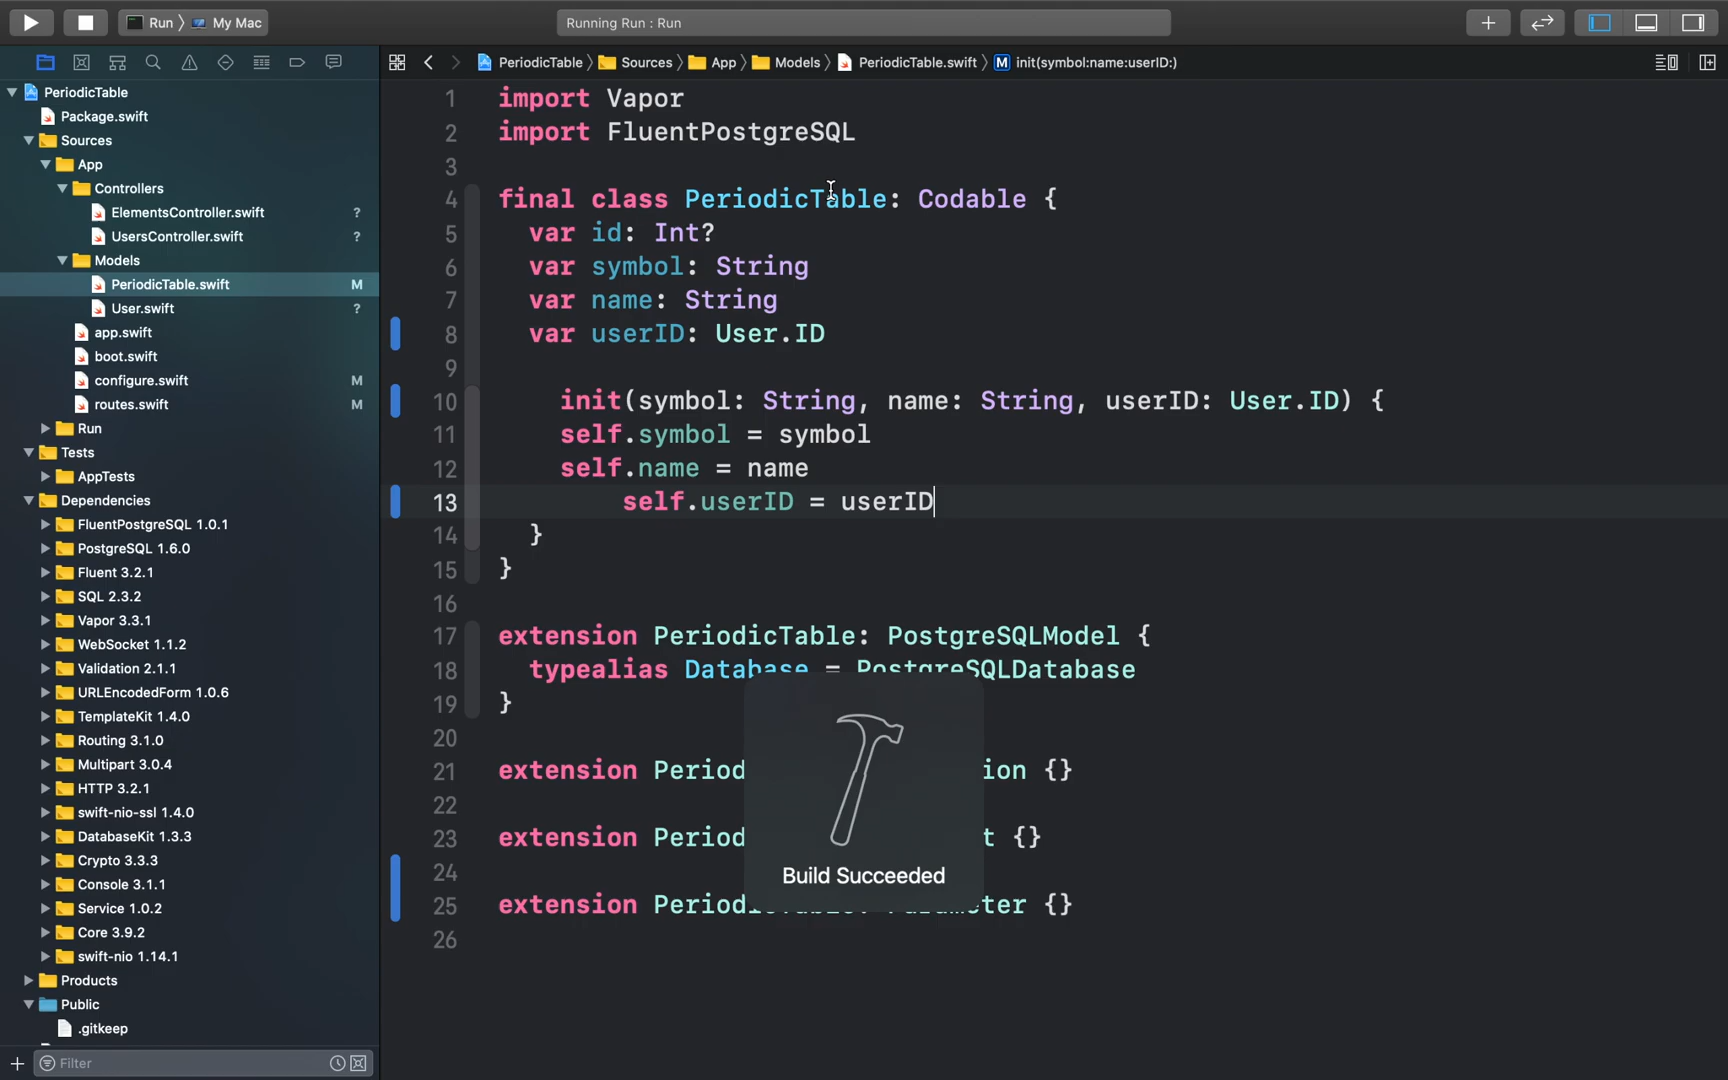 Run 〉 My Mac
Running Run : Run
PeriodicTable 〉 Sources 〉 App 〉 Models 〉 PeriodicTable.swift 〉 M init(symbol:name:userID:)
PeriodicTable
Package.swift
Sources
App
Controllers
ElementsController.swift ?
UsersController.swift ?
Models
PeriodicTable.swift M
User.swift ?
app.swift
boot.swift
configure.swift M
routes.swift M
Run
Tests
AppTests
Dependencies
FluentPostgreSQL 1.0.1
PostgreSQL 1.6.0
Fluent 3.2.1
SQL 2.3.2
Vapor 3.3.1
WebSocket 1.1.2
Validation 2.1.1
URLEncodedForm 1.0.6
TemplateKit 1.4.0
Routing 3.1.0
Multipart 3.0.4
HTTP 3.2.1
swift-nio-ssl 1.4.0
DatabaseKit 1.3.3
Crypto 3.3.3
Console 3.1.1
Service 1.0.2
Core 3.9.2
swift-nio 1.14.1
Products
Public
.gitkeep
Filter
1 import Vapor
2 import FluentPostgreSQL
3
4 final class PeriodicTable: Codable {
5 var id: Int?
6 var symbol: String
7 var name: String
8 var userID: User.ID
9
10 init(symbol: String, name: String, userID: User.ID) {
11 self.symbol = symbol
12 self.name = name
13 self.userID = userID
14 }
15 }
16
17 extension PeriodicTable: PostgreSQLModel {
18 typealias Database = PostgreSQLDatabase
19 }
20
21 extension Period ion {}
22
23 extension Period t {}
24
25 extension PeriodicTable: Parameter {}
26
Build Succeeded